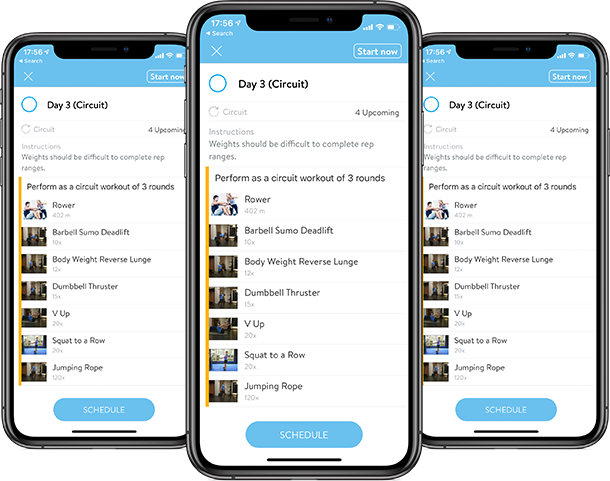 17:56
Search
Start now
Day 3 (Circuit)
Circuit
4 Upcoming
Instructions
Weights should be difficult to complete rep
ranges.
Perform as a circuit workout of 3 rounds
Rower
402 m
Barbell Sumo Deadlift
10x
Body Weight Reverse Lunge
12x
Dumbbell Thruster
15x
V Up
20x
Squat to a Row
20x
Jumping Rope
120x
SCHEDULE
17:56
Search
Start now
Day 3 (Circuit)
Circuit
4 Upcoming
Instructions
Weights should be difficult to complete rep
ranges.
Perform as a circuit workout of 3 rounds
Rower
402 m
Barbell Sumo Deadlift
10x
Body Weight Reverse Lunge
12x
Dumbbell Thruster
15x
V Up
20x
Squat to a Row
20x
Jumping Rope
120x
SCHEDULE
17:56
Search
Start now
Day 3 (Circuit)
Circuit
4 Upcoming
Instructions
Weights should be difficult to complete rep
ranges.
Perform as a circuit workout of 3 rounds
Rower
402 m
Barbell Sumo Deadlift
10x
Body Weight Reverse Lunge
12x
Dumbbell Thruster
15x
V Up
20x
Squat to a Row
20x
Jumping Rope
120x
SCHEDULE